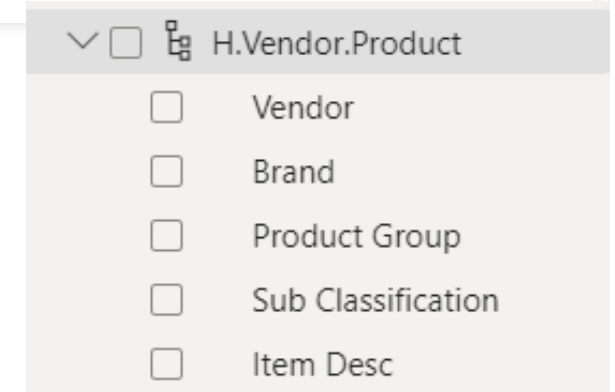 H.Vendor.Product
Vendor
Brand
Product Group
Sub Classification
Item Desc